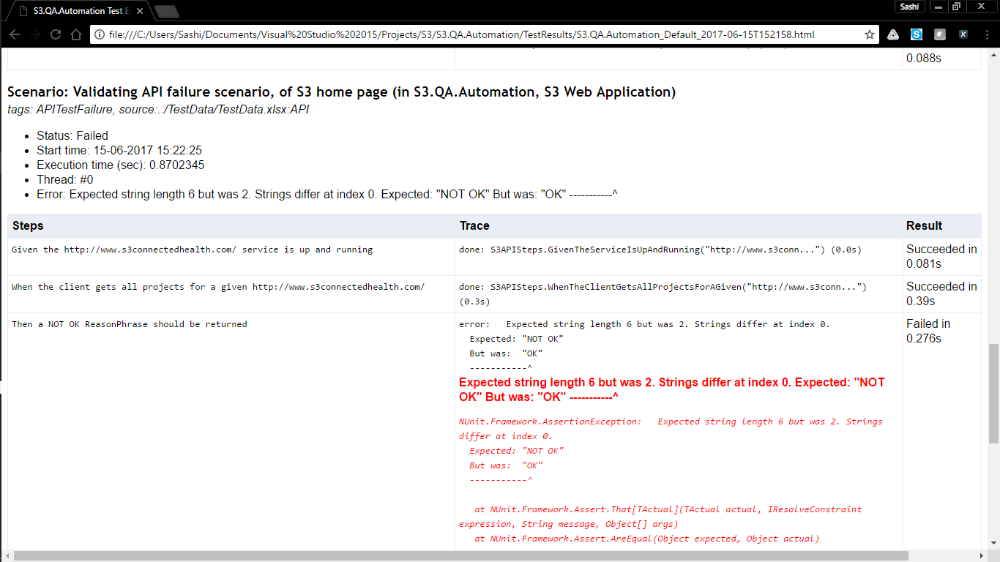 S3.QA.Automation Test E
Sashi
file:///C:/Users/Sashi/Documents/Visual%20Studio%202015/Projects/S3/S3.QA.Automation/TestResults/S3.QA.Automation_Default_2017-06-15T152158.html
0.088s
Scenario: Validating API failure scenario, of S3 home page (in S3.QA.Automation, S3 Web Application)
tags: APITestFailure, source:../TestData/TestData.xlsx:API
• Status: Failed
• Start time: 15-06-2017 15:22:25
• Execution time (sec): 0.8702345
• Thread: #0
• Error: Expected string length 6 but was 2. Strings differ at index 0. Expected: "NOT OK" But was: "OK" -----------^
Steps Trace Result
Given the http://www.s3connectedhealth.com/ service is up and running
done: S3APISteps.GivenTheServiceIsUpAndRunning("http://www.s3conn...") (0.0s)
Succeeded in
0.081s
When the client gets all projects for a given http://www.s3connectedhealth.com/
done: S3APISteps.WhenTheClientGetsAllProjectsForAGiven("http://www.s3conn...")
(0.3s)
Succeeded in
0.39s
Then a NOT OK ReasonPhrase should be returned
error:   Expected string length 6 but was 2. Strings differ at index 0.
Expected: "NOT OK"
But was:  "OK"
-----------^
Expected string length 6 but was 2. Strings differ at index 0. Expected: "NOT
OK" But was: "OK" -----------^
NUnit.Framework.AssertionException:   Expected string length 6 but was 2. Strings
differ at index 0.
Expected: "NOT OK"
But was:  "OK"
-----------^
at NUnit.Framework.Assert.That[TActual](TActual actual, IResolveConstraint
expression, String message, Object[] args)
at NUnit.Framework.Assert.AreEqual(Object expected, Object actual)
Failed in
0.276s